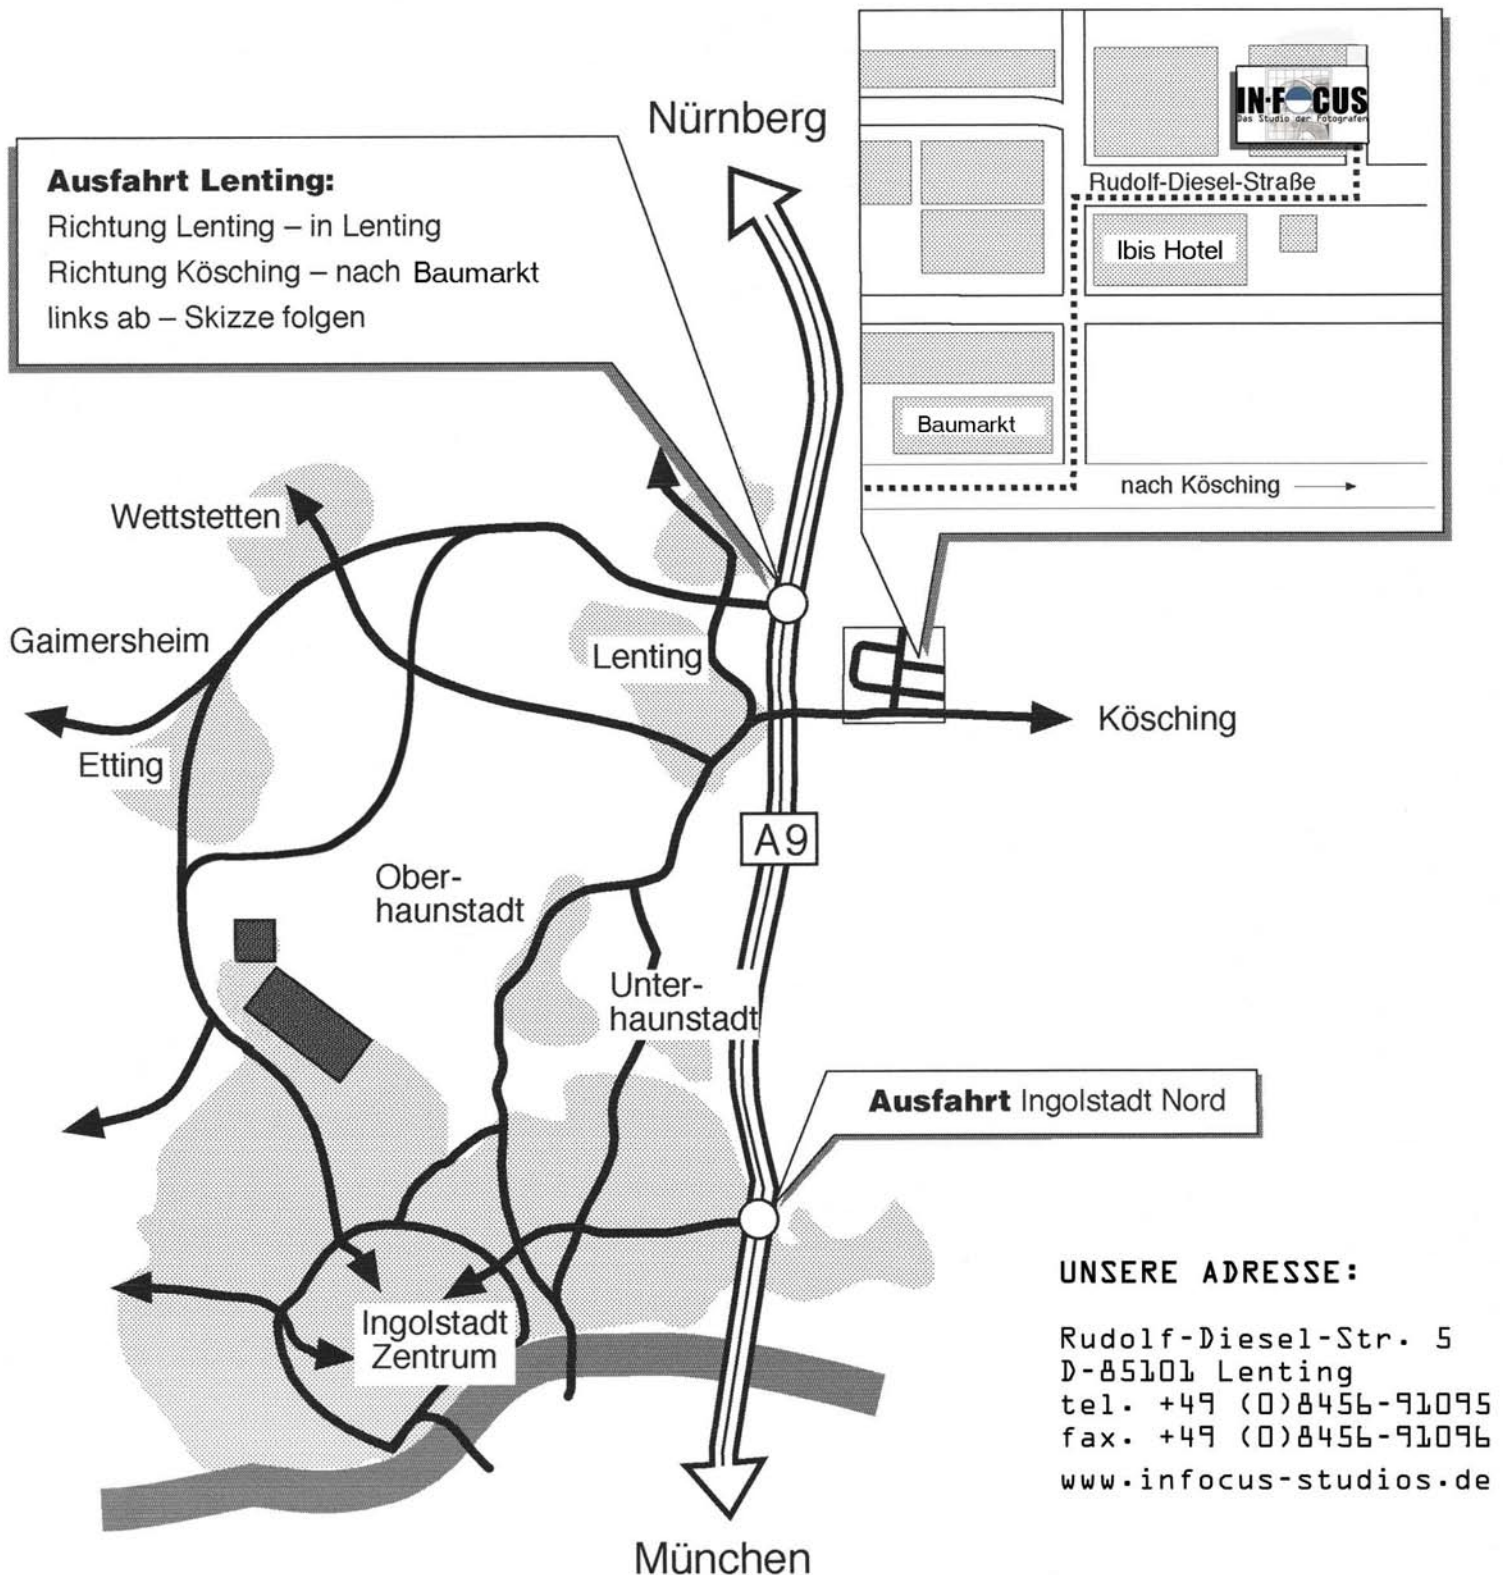 Nürnberg
Ausfahrt Lenting:
Richtung Lenting – in Lenting
Richtung Kösching – nach Baumarkt
links ab – Skizze folgen
IN·FOCUS
Das Studio der Fotografen
Rudolf-Diesel-Straße
Ibis Hotel
Baumarkt
nach Kösching
Wettstetten
Gaimersheim
Lenting
Kösching
Etting
A9
Ober-
haunstadt
Unter-
haunstadt
Ausfahrt Ingolstadt Nord
Ingolstadt
Zentrum
München
UNSERE ADRESSE:
Rudolf-Diesel-Str. 5
D-85101 Lenting
tel. +49 (0)8456-91095
fax. +49 (0)8456-91096
www.infocus-studios.de